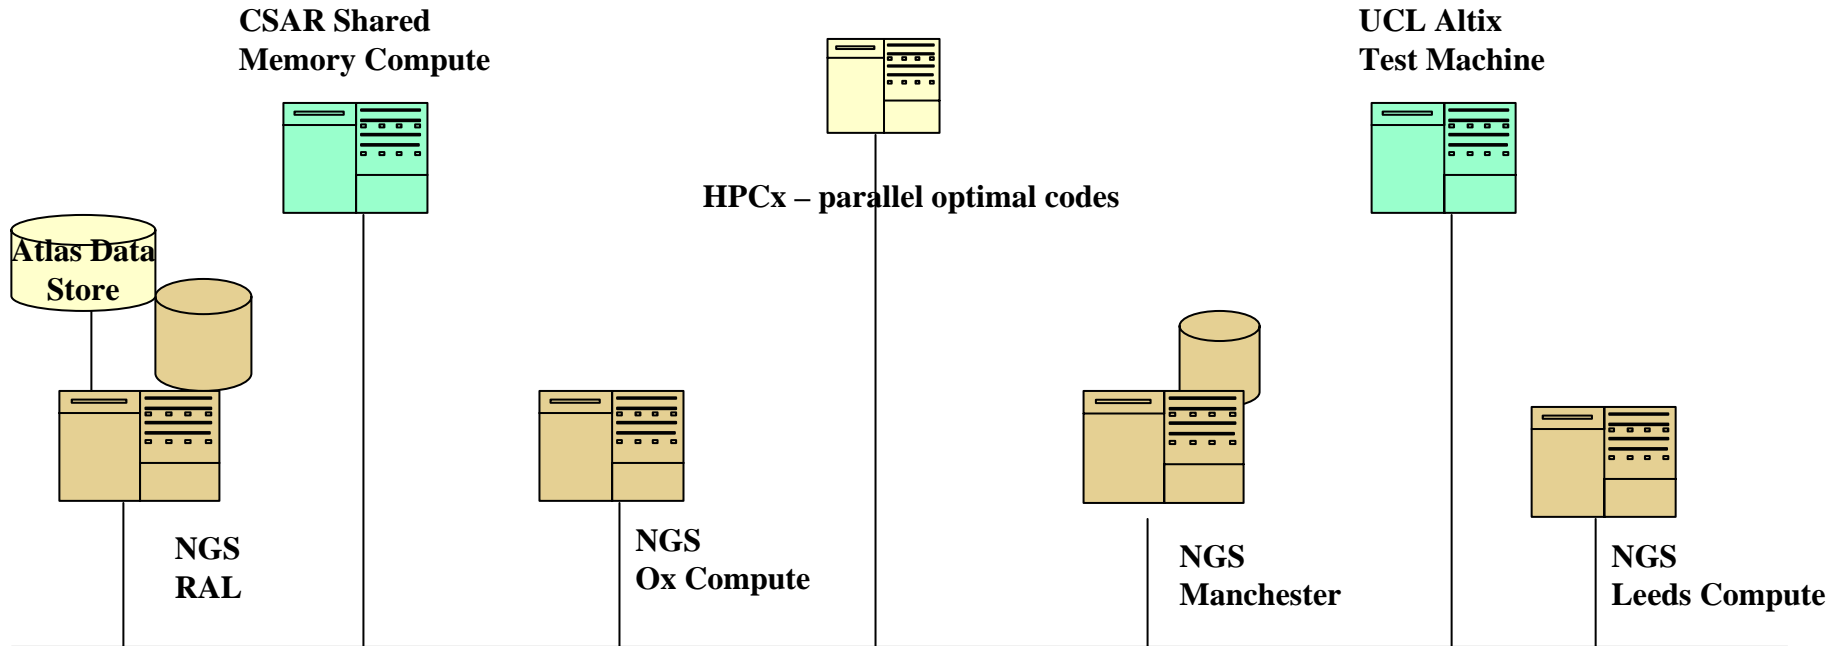 CSAR Shared
Memory Compute
UCL Altix
Test Machine
HPCx – parallel optimal codes
Atlas Data
Store
NGS
RAL
NGS
Ox Compute
NGS
Manchester
NGS
Leeds Compute